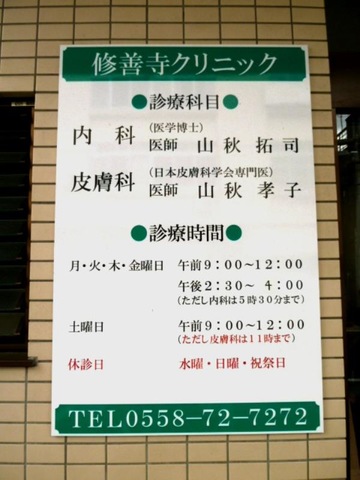 修善寺クリニック
●診療科目●
内科 (医学博士) 医師 山秋拓司
皮膚科 (日本皮膚科学会専門医) 医師 山秋孝子
●診療時間●
月・火・木・金曜日 午前9:00〜12:00
午後2:30〜 4:00
(ただし内科は5時30分まで)
土曜日 午前9:00〜12:00
(ただし皮膚科は11時まで)
休診日 水曜・日曜・祝祭日
TEL0558-72-7272